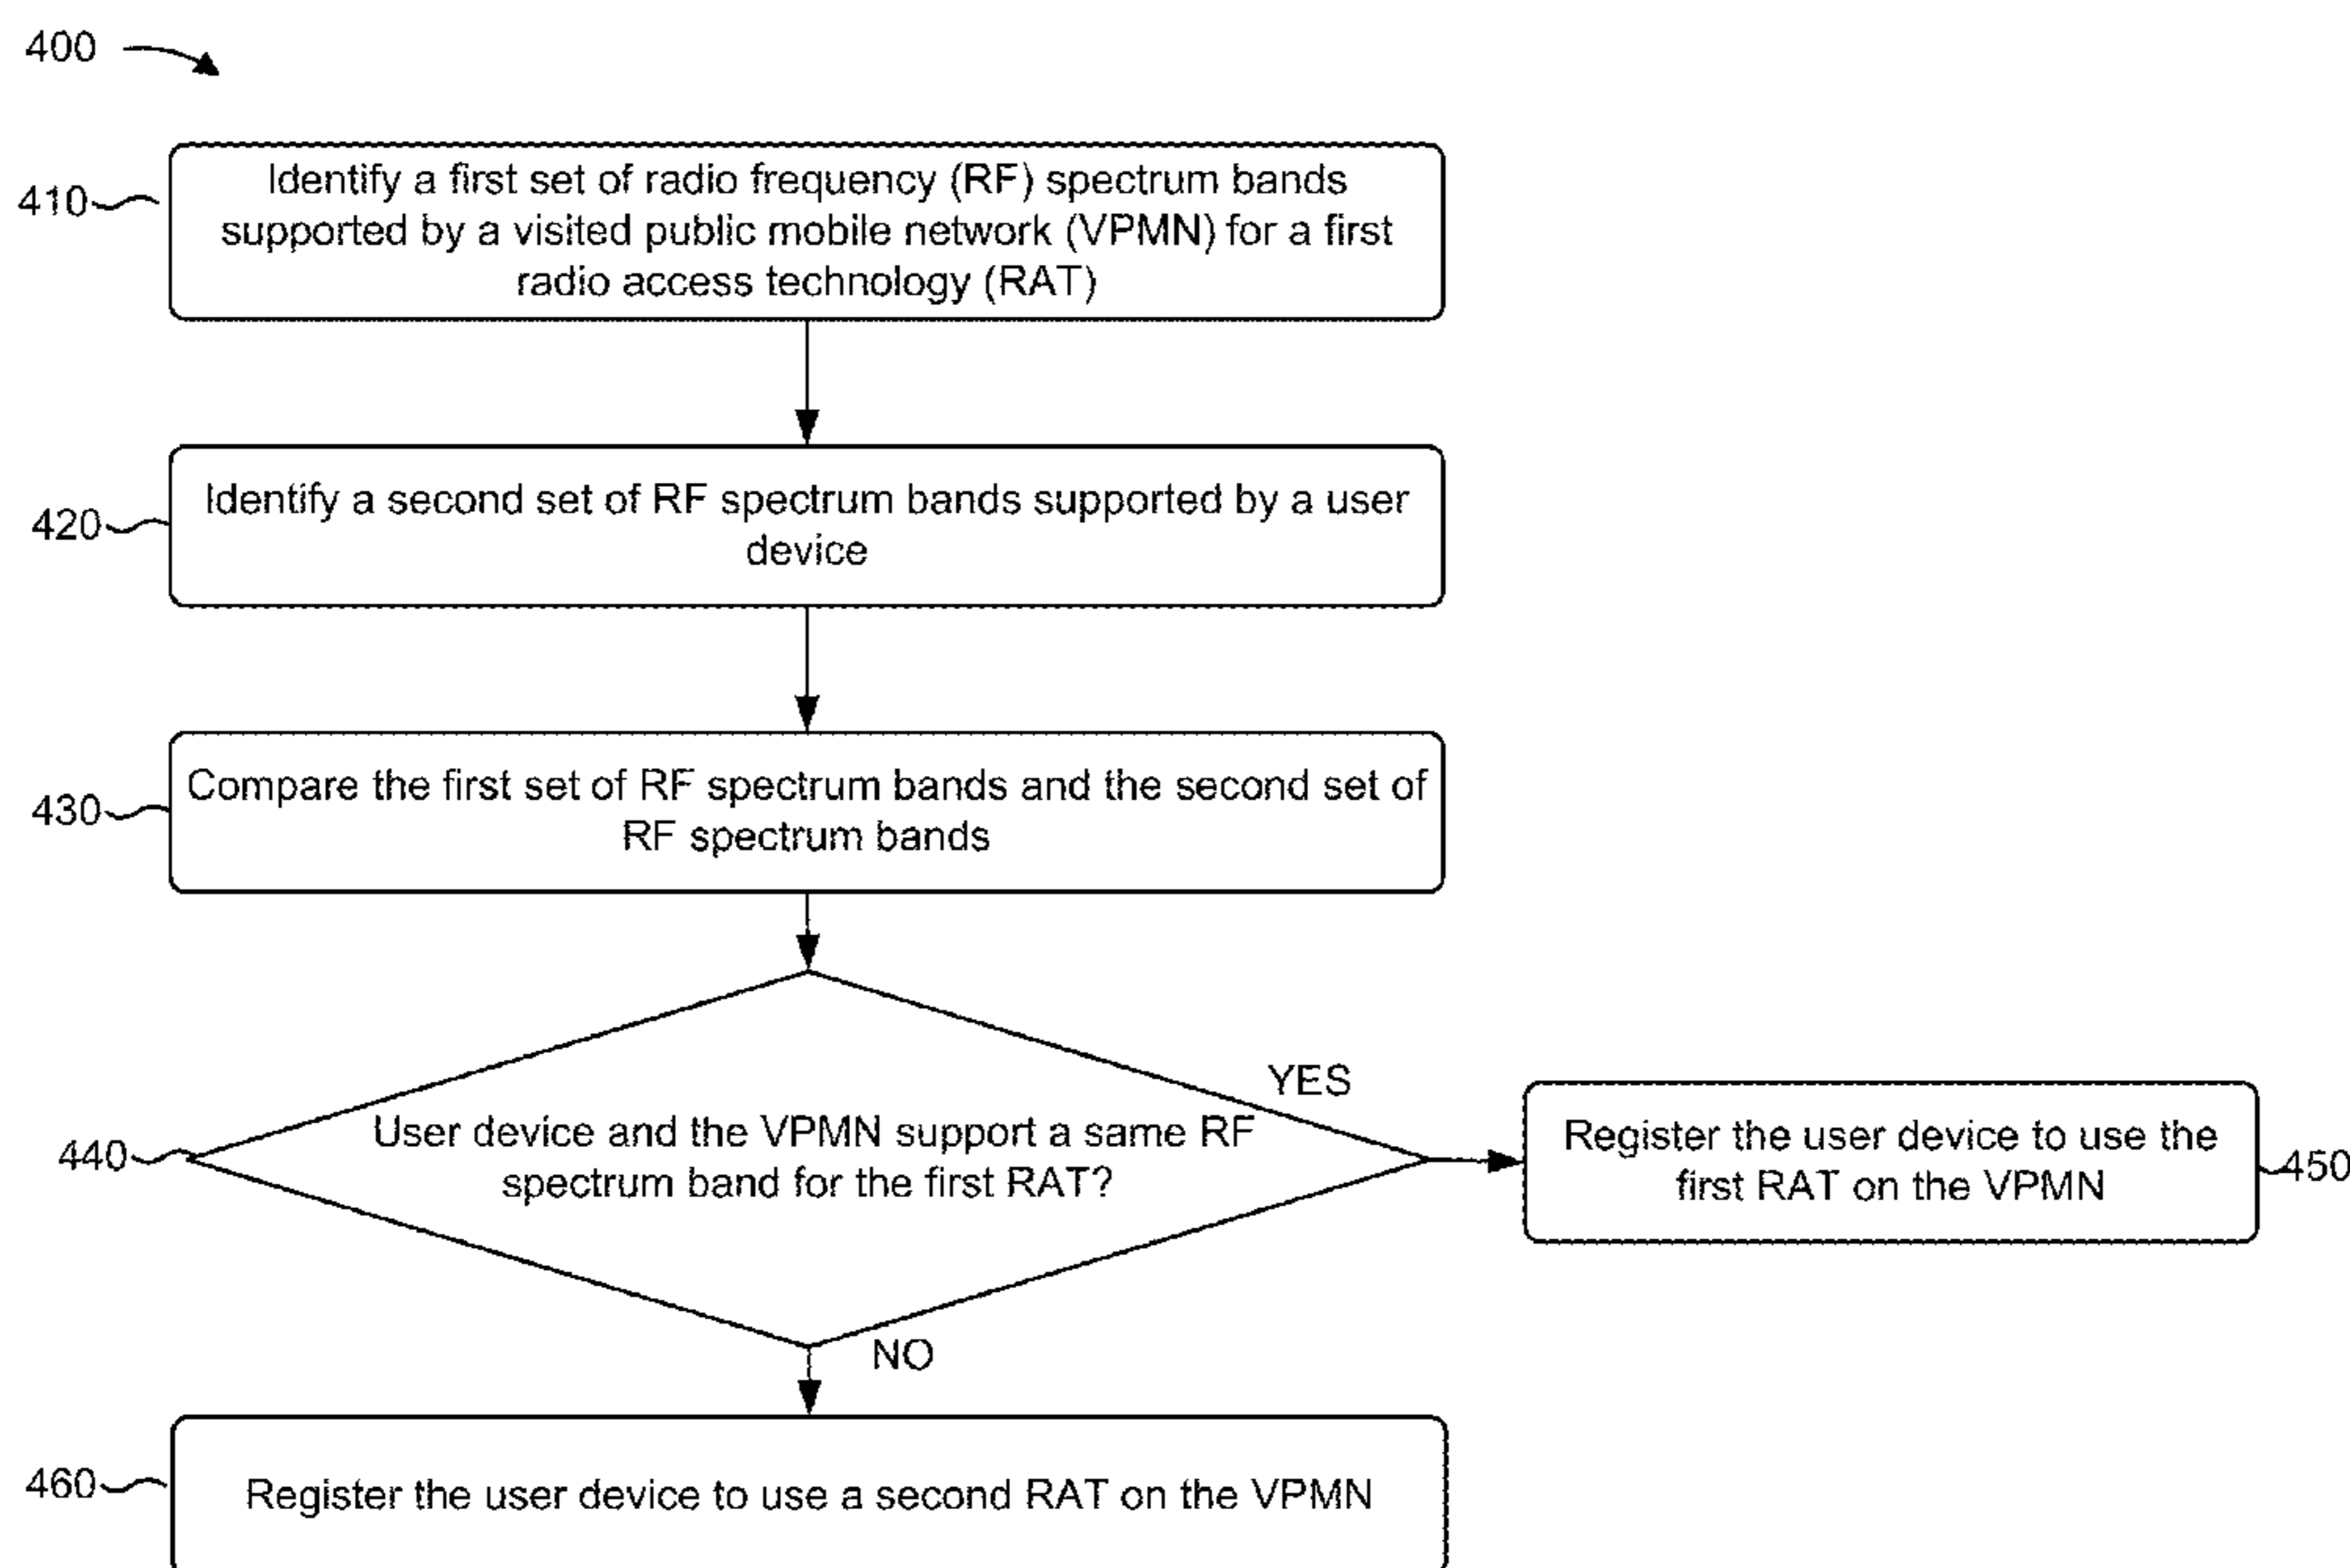 400
410
Identify a first set of radio frequency (RF) spectrum bands
supported by a visited public mobile network (VPMN) for a first
radio access technology (RAT)
420
Identify a second set of RF spectrum bands supported by a user
device
430
Compare the first set of RF spectrum bands and the second set of
RF spectrum bands
440
User device and the VPMN support a same RF
spectrum band for the first RAT?
YES
Register the user device to use the
first RAT on the VPMN
450
NO
460
Register the user device to use a second RAT on the VPMN